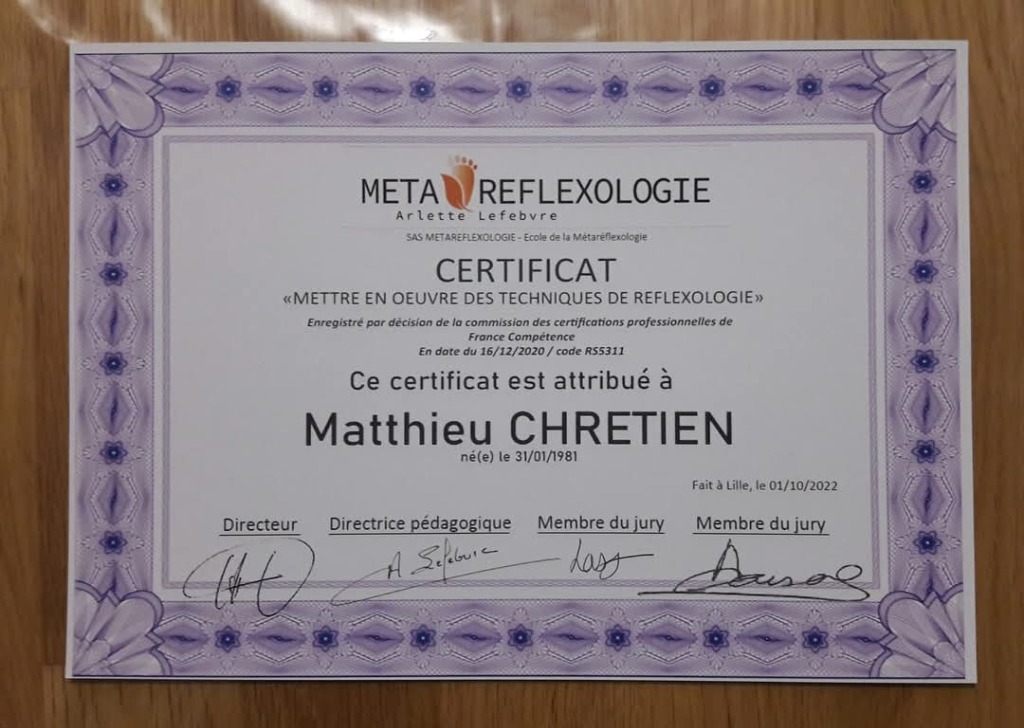 META REFLEXOLOGIE
Arlette Lefebvre
SAS METAREFLEXOLOGIE - Ecole de la Métaréflexologie
CERTIFICAT
«METTRE EN OEUVRE DES TECHNIQUES DE REFLEXOLOGIE»
Enregistré par décision de la commission des certifications professionnelles de
France Compétence
En date du 16/12/2020 / code RS5311
Ce certificat est attribué à
Matthieu CHRETIEN
né(e) le 31/01/1981
Fait à Lille, le 01/10/2022
Directeur Directrice pédagogique Membre du jury Membre du jury
A Lefebvre